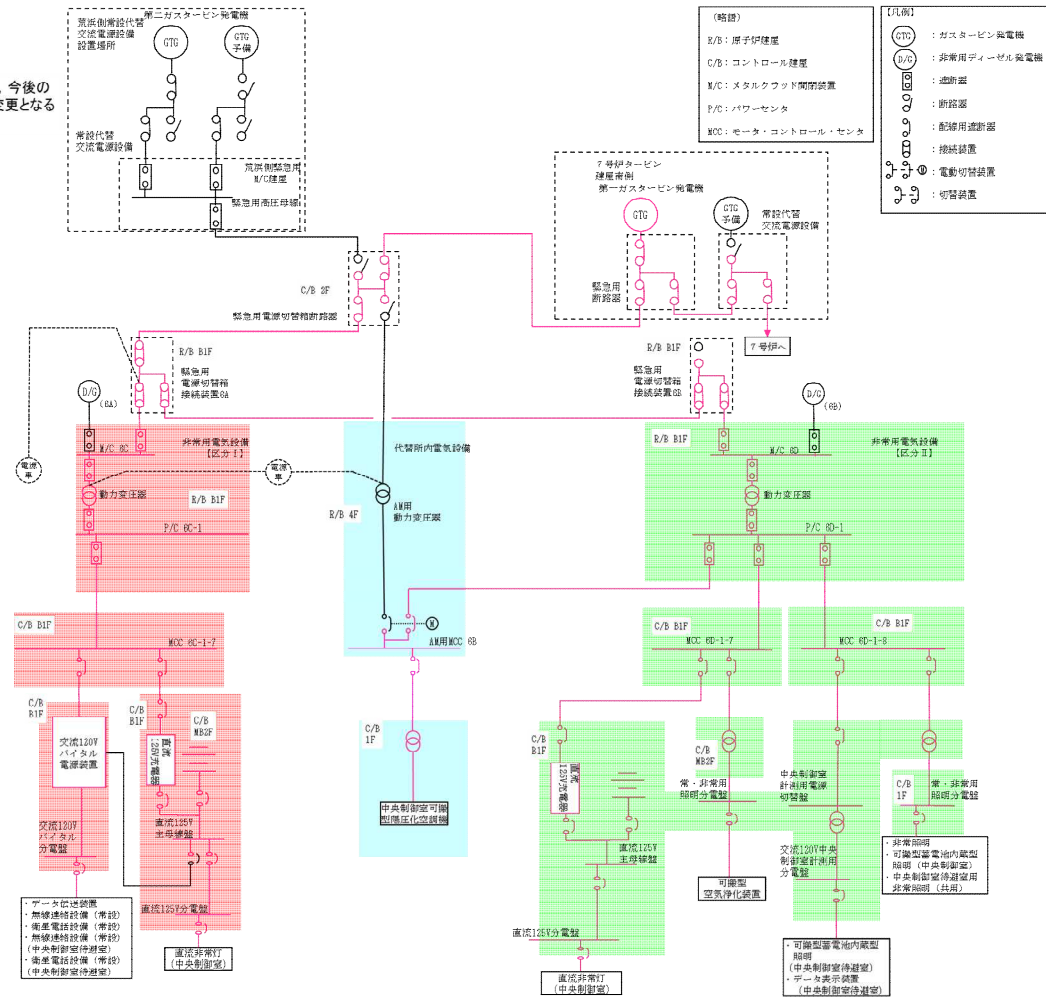 今後の
変更となる
荒浜側常設代替
交流電源設備
設置場所
第二ガスタービン発電機
GTG
GTG
予備
常設代替
交流電源設備
荒浜側緊急用
M/C建屋
緊急用高圧母線
(略語)
R/B:原子炉建屋
C/B:コントロール建屋
M/C:メタルクラッド開閉装置
P/C:パワーセンタ
MCC:モータ・コントロール・センタ
【凡例】
GTG
:ガスタービン発電機
D/G
:非常用ディーゼル発電機
:遮断器
:断路器
:配線用遮断器
:接続装置
M
:電動切替装置
:切替装置
7号炉タービン
建屋南側
第一ガスタービン発電機
GTG
GTG
予備
常設代替
交流電源設備
緊急用
断路器
7号炉へ
C/B 2F
緊急用電源切替箱断路器
R/B B1F
緊急用
電源切替箱
接続装置6A
R/B B1F
緊急用
電源切替箱
接続装置6B
D/G
(6A)
D/G
(6B)
電源
車
電源
車
非常用電気設備
【区分Ⅰ】
M/C 6C
動力変圧器
R/B B1F
P/C 6C-1
代替所内電気設備
R/B 4F
AM用
動力変圧器
M
AM用MCC 6B
R/B B1F
非常用電気設備
【区分Ⅱ】
M/C 6D
動力変圧器
P/C 6D-1
C/B B1F
MCC 6C-1-7
C/B B1F
MCC 6D-1-7
C/B B1F
MCC 6D-1-8
C/B
B1F
交流120V
バイタル
電源装置
交流120V
バイタル
分電盤
C/B
B1F
直流
125V充電器
C/B
MB2F
直流125V
主母線盤
直流125V分電盤
・データ伝送装置
・無線連絡設備(常設)
・衛星電話設備(常設)
・無線連絡設備(常設)
(中央制御室待避室)
・衛星電話設備(常設)
(中央制御室待避室)
直流非常灯
(中央制御室)
C/B
1F
中央制御室可搬
型陽圧化空調機
C/B
B1F
直流
125V充電器
直流125V
主母線盤
直流125V分電盤
直流非常灯
(中央制御室)
C/B
MB2F
常・非常用
照明分電盤
可搬型
空気浄化装置
中央制御室
計測用電源
切替盤
交流120V中央
制御室計測用
分電盤
・可搬型蓄電池内蔵型
照明
(中央制御室待避室)
・データ表示装置
(中央制御室待避室)
C/B
1F
常・非常用
照明分電盤
・非常照明
・可搬型蓄電池内蔵型
照明(中央制御室)
・中央制御室待避室用
非常照明(共用)